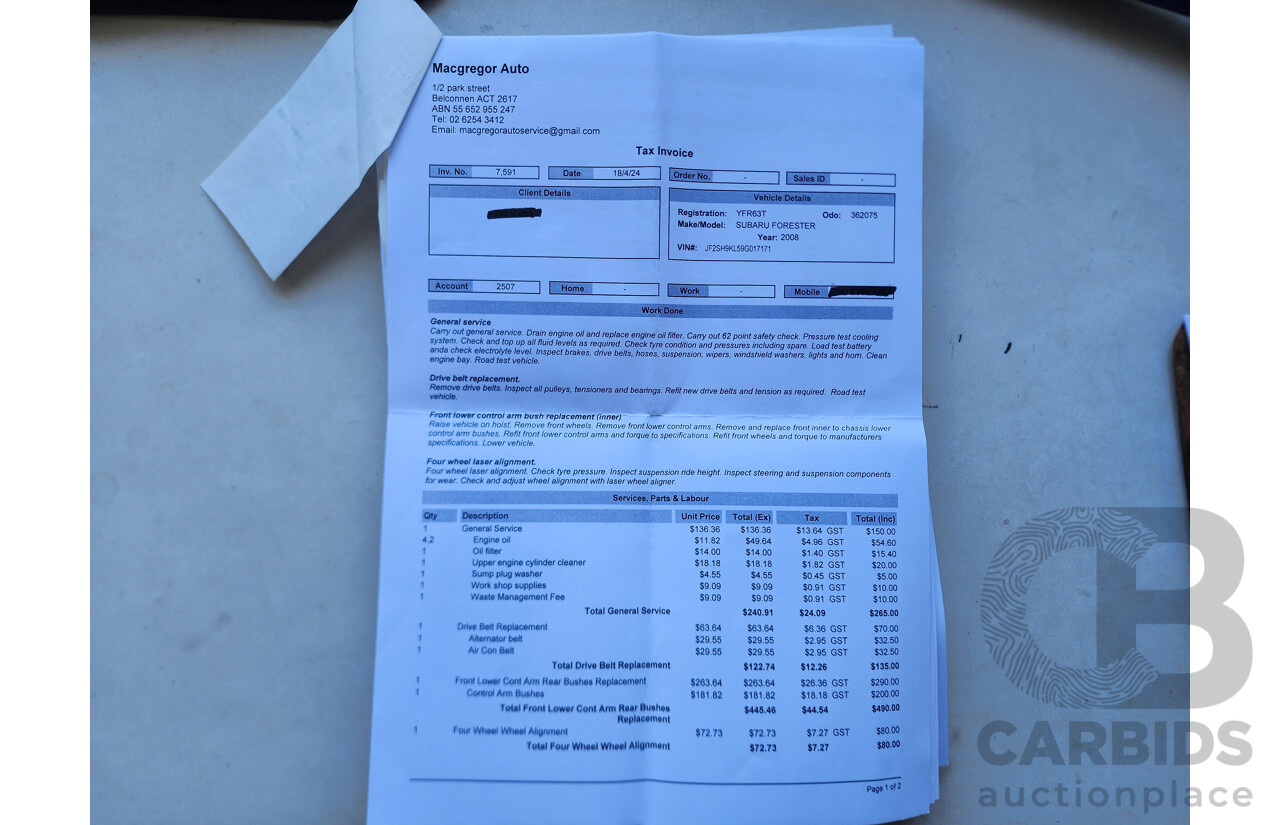 Macgregor Auto
1/2 park street
Belconnen ACT 2617
ABN 55 652 955 247
Tel: 02 6254 3412
Email: macgregorautoservice@gmail.com
Tax Invoice
Inv. No. 7,591 Date 18/4/24 Order No. - Sales ID -
Client Details
Vehicle Details
Registration: YFR63T Odo: 362075
Make/Model: SUBARU FORESTER
Year: 2008
VIN#: JF2SH9KL59G017171
Account 2507 Home - Work - Mobile
Work Done
General service
Carry out general service. Drain engine oil and replace engine oil filter. Carry out 62 point safety check. Pressure test cooling
system. Check and top up all fluid levels as required. Check tyre condition and pressures including spare. Load test battery
anda check electrolyte level. Inspect brakes, drive belts, hoses, suspension, wipers, windshield washers, lights and horn. Clean
engine bay. Road test vehicle.
Drive belt replacement.
Remove drive belts. Inspect all pulleys, tensioners and bearings. Refit new drive belts and tension as required. Road test
vehicle.
Front lower control arm bush replacement (inner)
Raise vehicle on hoist. Remove front wheels. Remove front lower control arms. Remove and replace front inner to chassis lower
control arm bushes. Refit front lower control arms and torque to specifications. Refit front wheels and torque to manufacturers
specifications. Lower vehicle.
Four wheel laser alignment.
Four wheel laser alignment. Check tyre pressure. Inspect suspension ride height. Inspect steering and suspension components
for wear. Check and adjust wheel alignment with laser wheel aligner.
Services, Parts & Labour
Qty Description Unit Price Total (Ex) Tax Total (Inc)
1 General Service $136.36 $136.36 $13.64 GST $150.00
4.2 Engine oil $11.82 $49.64 $4.96 GST $54.60
1 Oil filter $14.00 $14.00 $1.40 GST $15.40
1 Upper engine cylinder cleaner $18.18 $18.18 $1.82 GST $20.00
1 Sump plug washer $4.55 $4.55 $0.45 GST $5.00
1 Work shop supplies $9.09 $9.09 $0.91 GST $10.00
1 Waste Management Fee $9.09 $9.09 $0.91 GST $10.00
Total General Service $240.91 $24.09 $265.00
1 Drive Belt Replacement $63.64 $63.64 $6.36 GST $70.00
1 Alternator belt $29.55 $29.55 $2.95 GST $32.50
1 Air Con Belt $29.55 $29.55 $2.95 GST $32.50
Total Drive Belt Replacement $122.74 $12.26 $135.00
1 Front Lower Cont Arm Rear Bushes Replacement $263.64 $263.64 $26.36 GST $290.00
1 Control Arm Bushes $181.82 $181.82 $18.18 GST $200.00
Total Front Lower Cont Arm Rear Bushes $445.46 $44.54 $490.00
Replacement
1 Four Wheel Wheel Alignment $72.73 $72.73 $7.27 GST $80.00
Total Four Wheel Wheel Alignment $72.73 $7.27 $80.00
Page 1 of 2
CB
CARBIDS
auctionplace